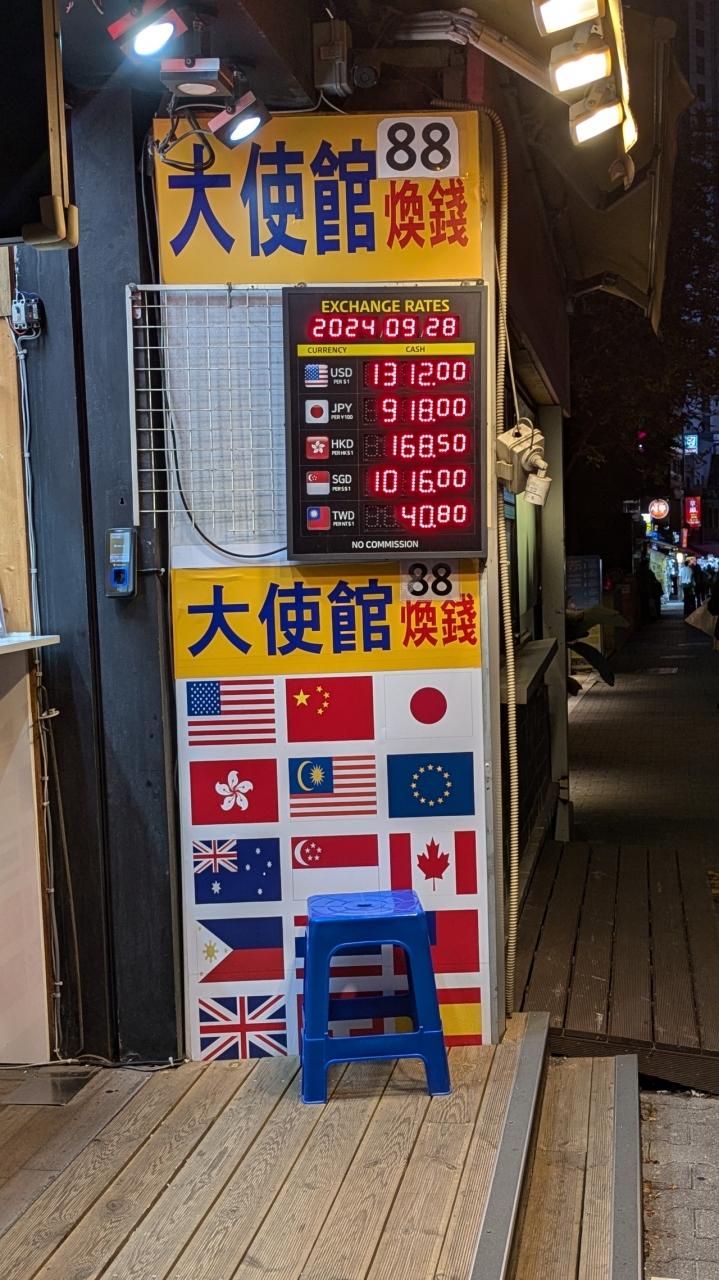 88
大使館 煥錢
EXCHANGE RATES
2024.09.28
CURRENCY CASH
USD 1312.00
PER $1
JPY 918.00
PER ¥100
HKD 168.50
PER HK$1
SGD 1016.00
PER S$1
TWD 40.80
PER NT$1
NO COMMISSION
88
大使館 煥錢